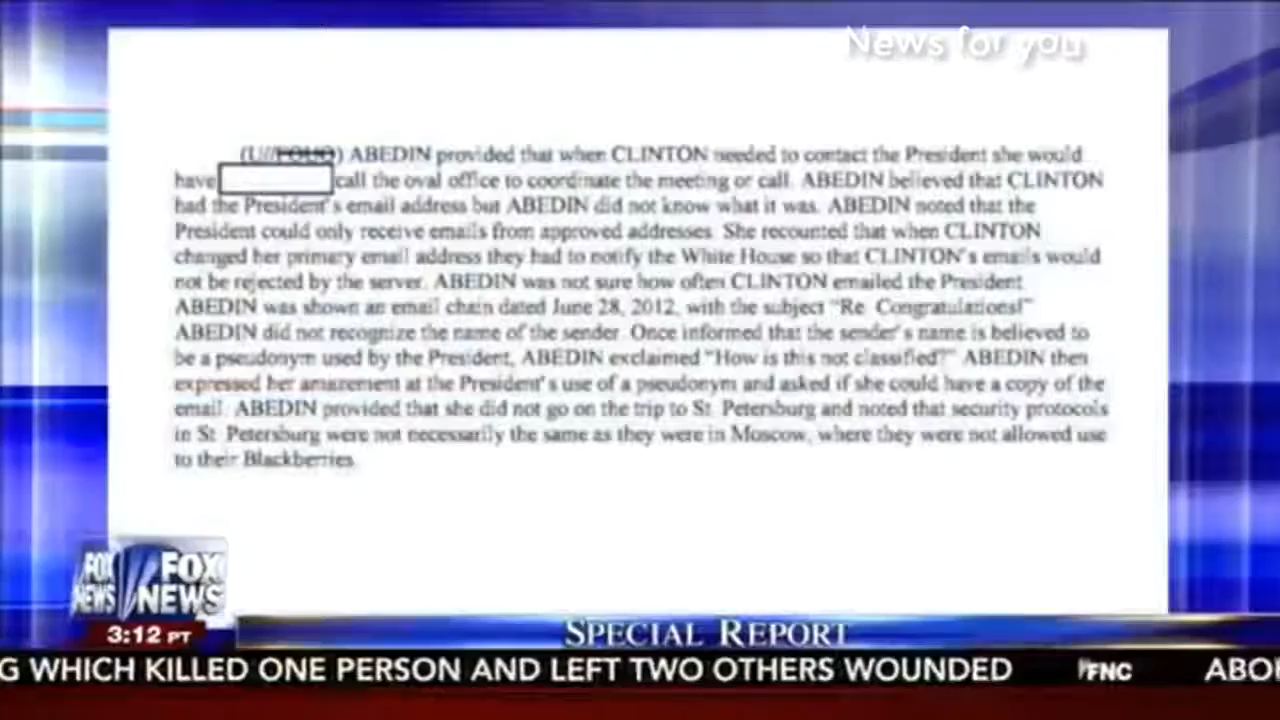 News for you
(U//FOUO) ABEDIN provided that when CLINTON needed to contact the President she would
have call the oval office to coordinate the meeting or call. ABEDIN believed that CLINTON
had the President's email address but ABEDIN did not know what it was. ABEDIN noted that the
President could only receive emails from approved addresses. She recounted that when CLINTON
changed her primary email address they had to notify the White House so that CLINTON's emails would
not be rejected by the server. ABEDIN was not sure how often CLINTON emailed the President.
ABEDIN was shown an email chain dated June 28, 2012, with the subject "Re: Congratulations!"
ABEDIN did not recognize the name of the sender. Once informed that the sender's name is believed to
be a pseudonym used by the President, ABEDIN exclaimed "How is this not classified?" ABEDIN then
expressed her amazement at the President's use of a pseudonym and asked if she could have a copy of the
email. ABEDIN provided that she did not go on the trip to St. Petersburg and noted that security protocols
in St. Petersburg were not necessarily the same as they were in Moscow, where they were not allowed use
to their Blackberries.
FOX NEWS
FOX NEWS
3:12 PT
SPECIAL REPORT
G WHICH KILLED ONE PERSON AND LEFT TWO OTHERS WOUNDED FNC ABO